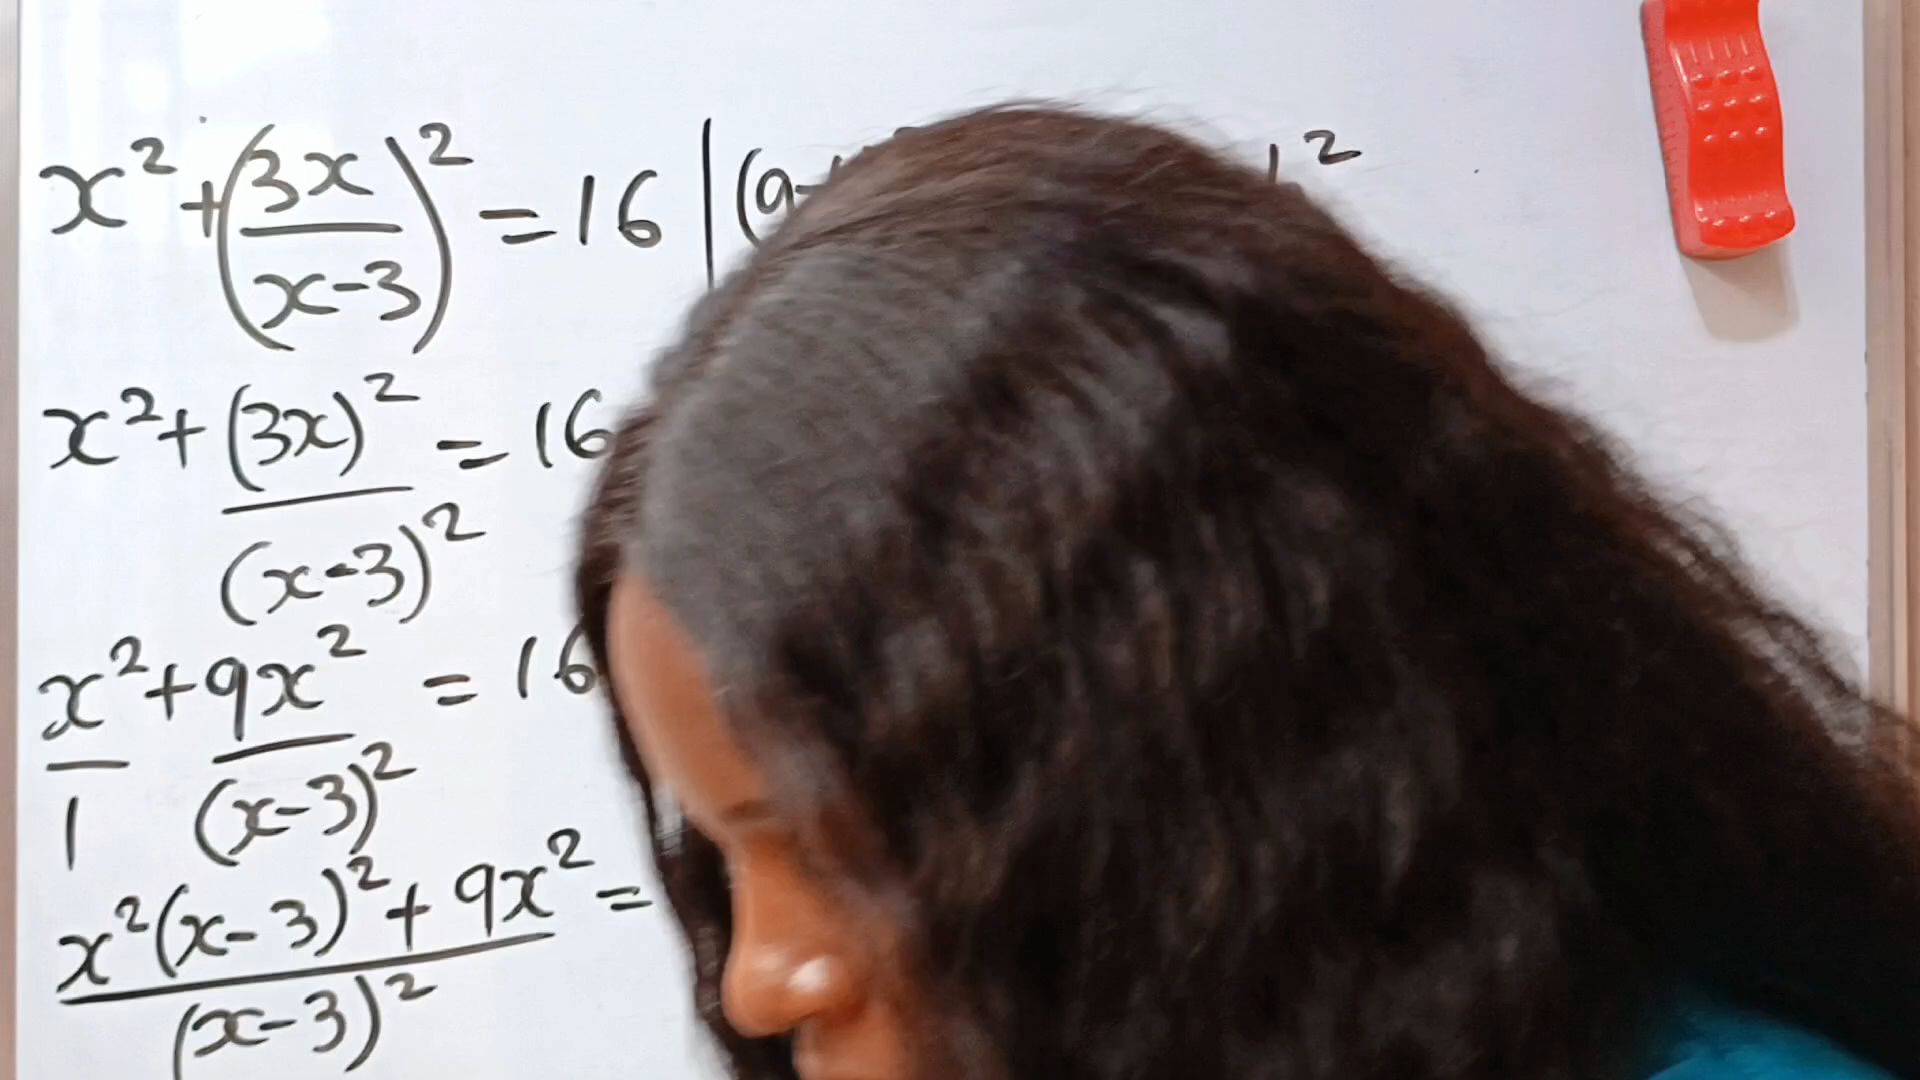 x² + (3x/(x-3))² = 16 | (9
x² + (3x)²/(x-3)² = 16
x²/1 + 9x²/(x-3)² = 16
(x²(x-3)² + 9x²)/(x-3)² =